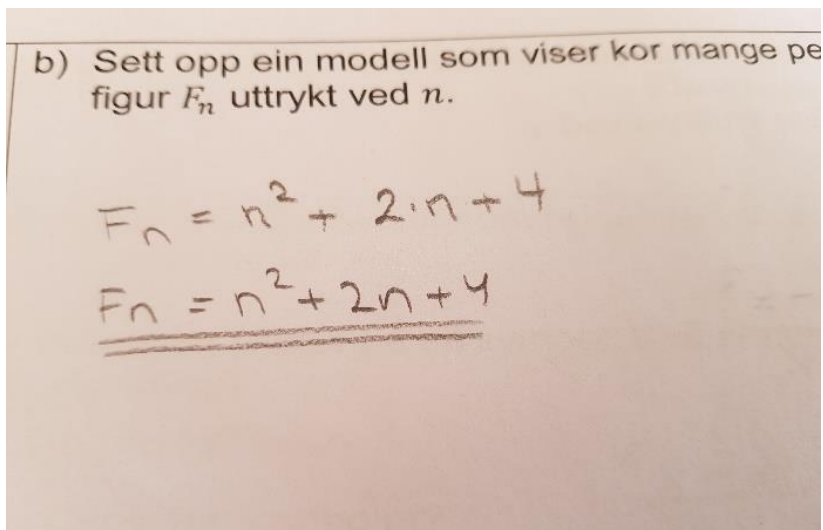 b) Sett opp ein modell som viser kor mange pe
figur Fₙ uttrykt ved n.
Fₙ = n² + 2·n + 4
Fn = n² + 2n + 4